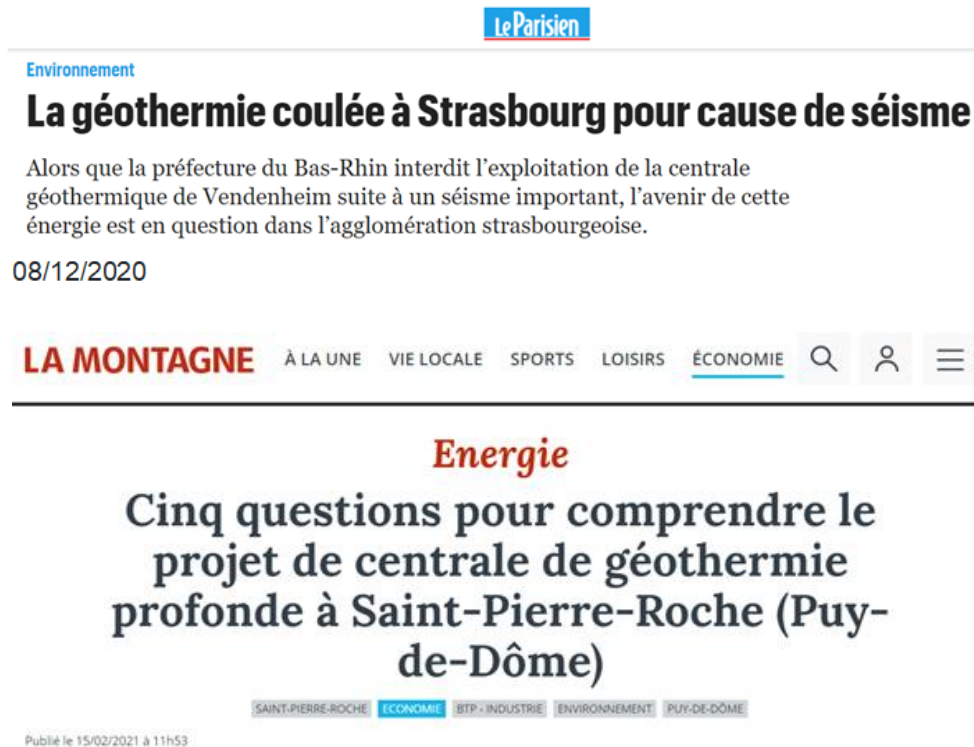 Le Parisien
Environnement
La géothermie coulée à Strasbourg pour cause de séisme
Alors que la préfecture du Bas-Rhin interdit l’exploitation de la centrale
géothermique de Vendenheim suite à un séisme important, l’avenir de cette
énergie est en question dans l’agglomération strasbourgeoise.
08/12/2020
LA MONTAGNE À LA UNE VIE LOCALE SPORTS LOISIRS ÉCONOMIE
Energie
Cinq questions pour comprendre le
projet de centrale de géothermie
profonde à Saint-Pierre-Roche (Puy-
de-Dôme)
SAINT-PIERRE-ROCHE ECONOMIE BTP - INDUSTRIE ENVIRONNEMENT PUY-DE-DÔME
Publié le 15/02/2021 à 11h53